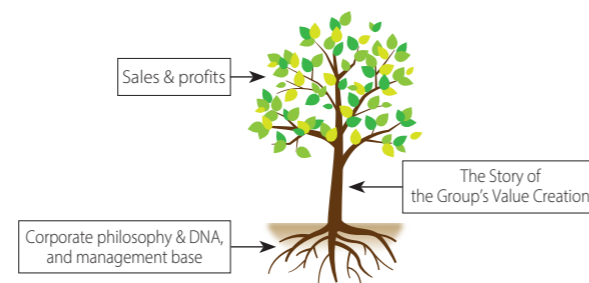 Sales & profits
The Story of
the Group's Value Creation
Corporate philosophy & DNA,
and management base